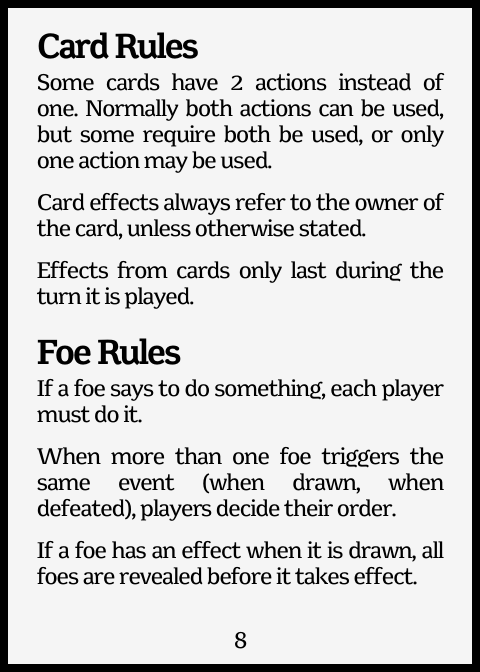 Card Rules
Some cards have 2 actions instead of
one. Normally both actions can be used,
but some require both be used, or only
one action may be used.
Card effects always refer to the owner of
the card, unless otherwise stated.
Effects from cards only last during the
turn it is played.
Foe Rules
If a foe says to do something, each player
must do it.
When more than one foe triggers the
same event (when drawn, when
defeated), players decide their order.
If a foe has an effect when it is drawn, all
foes are revealed before it takes effect.
8